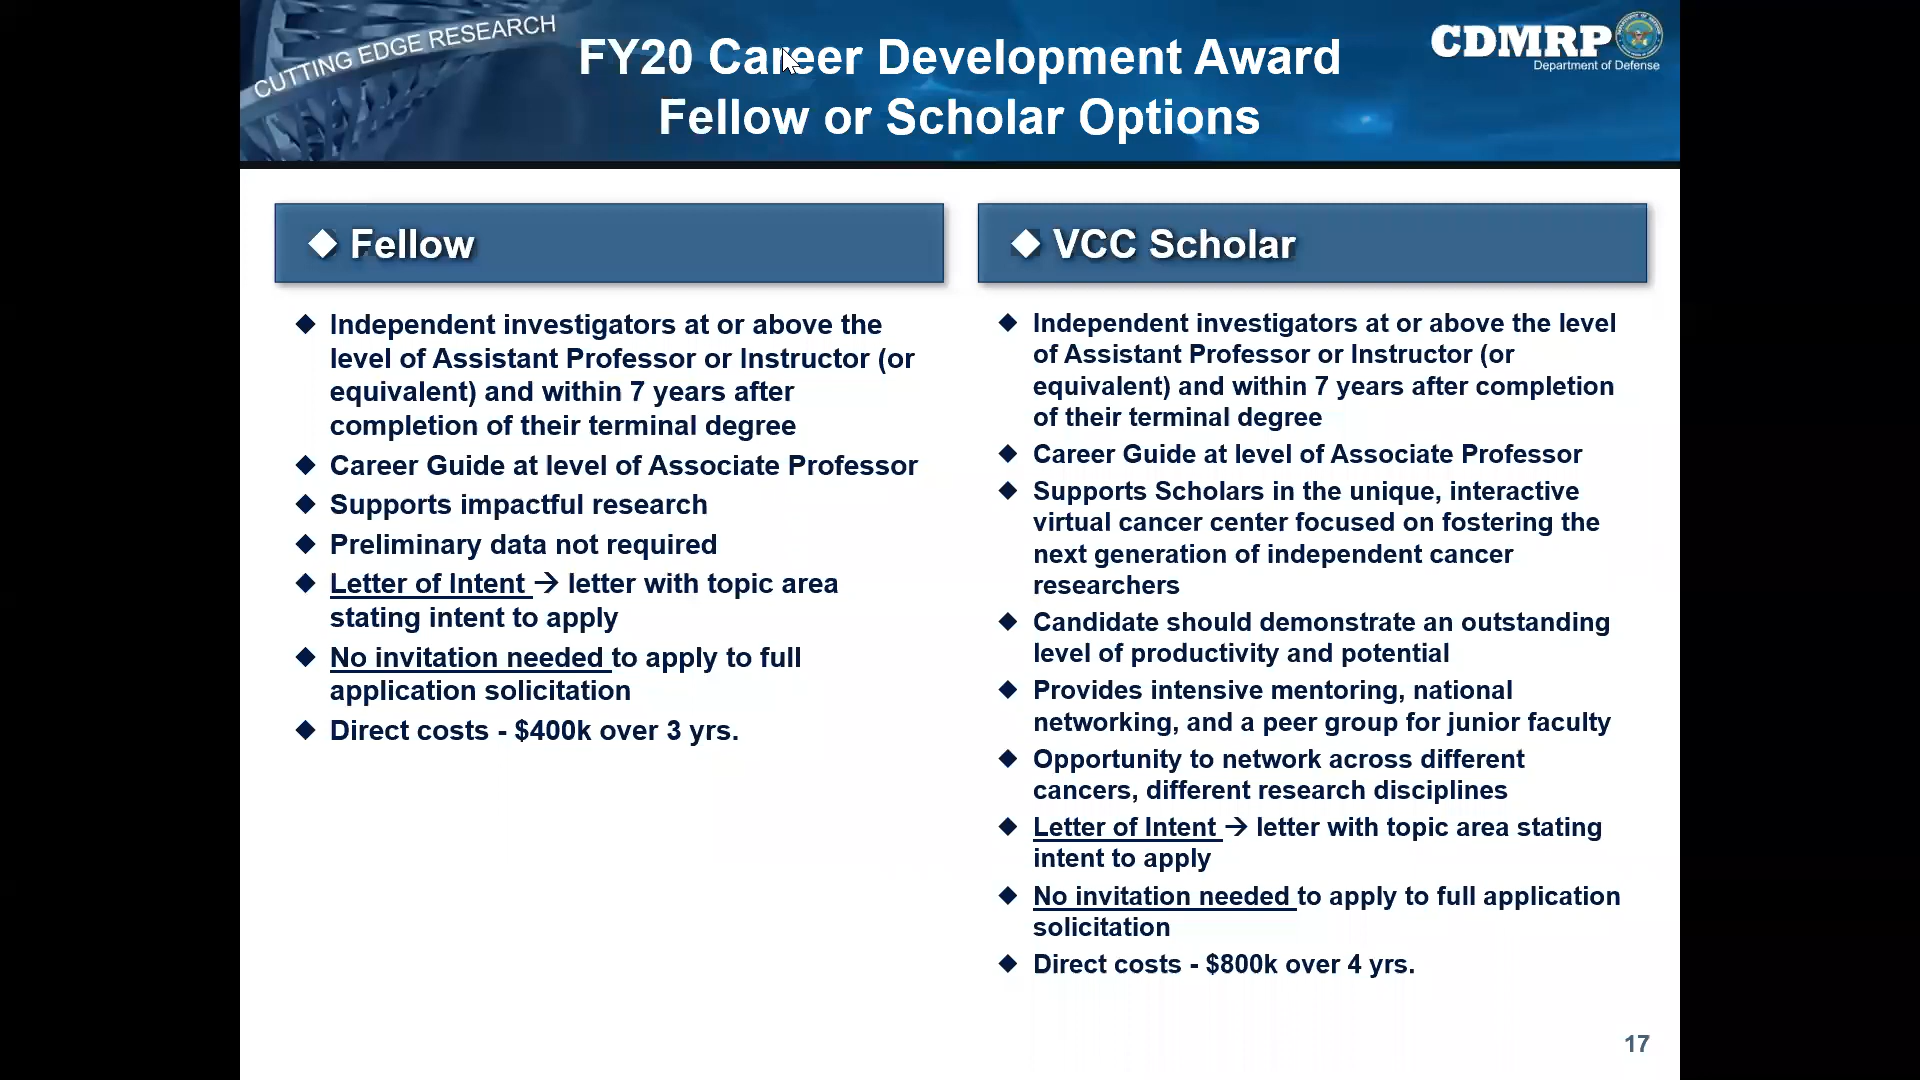 CUTTING EDGE RESEARCH
FY20 Career Development Award
Fellow or Scholar Options
CDMRP
Department of Defense
Fellow
Independent investigators at or above the
level of Assistant Professor or Instructor (or
equivalent) and within 7 years after
completion of their terminal degree
Career Guide at level of Associate Professor
Supports impactful research
Preliminary data not required
Letter of Intent → letter with topic area
stating intent to apply
No invitation needed to apply to full
application solicitation
Direct costs - $400k over 3 yrs.
VCC Scholar
Independent investigators at or above the level
of Assistant Professor or Instructor (or
equivalent) and within 7 years after completion
of their terminal degree
Career Guide at level of Associate Professor
Supports Scholars in the unique, interactive
virtual cancer center focused on fostering the
next generation of independent cancer
researchers
Candidate should demonstrate an outstanding
level of productivity and potential
Provides intensive mentoring, national
networking, and a peer group for junior faculty
Opportunity to network across different
cancers, different research disciplines
Letter of Intent → letter with topic area stating
intent to apply
No invitation needed to apply to full application
solicitation
Direct costs - $800k over 4 yrs.
17